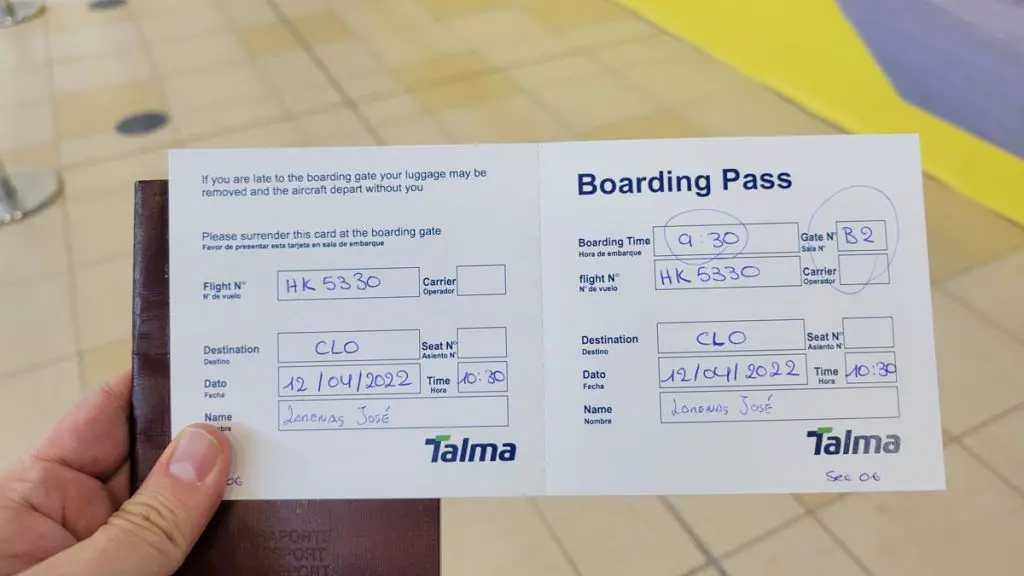 If you are late to the boarding gate your luggage may be
removed and the aircraft depart without you
Please surrender this card at the boarding gate
Favor de presentar esta tarjeta en sala de embarque
Flight N° HK 5330 Carrier
N° de vuelo Operador
Destination CLO Seat N°
Destino Asiento N°
Dato 12/04/2022 Time 10:30
Fecha Hora
Name José
bre
Talma
06
Boarding Pass
Boarding Time 9:30 Gate N° B2
Hora de embarque Sala N°
flight N° HK 5330 Carrier
N° de vuelo Operador
Destination CLO Seat N°
Destino Asiento N°
Dato 12/04/2022 Time 10:30
Fecha Hora
Name José
Nombre
Talma
Sec 06
SAPORTE
SSPORT
SEPORT